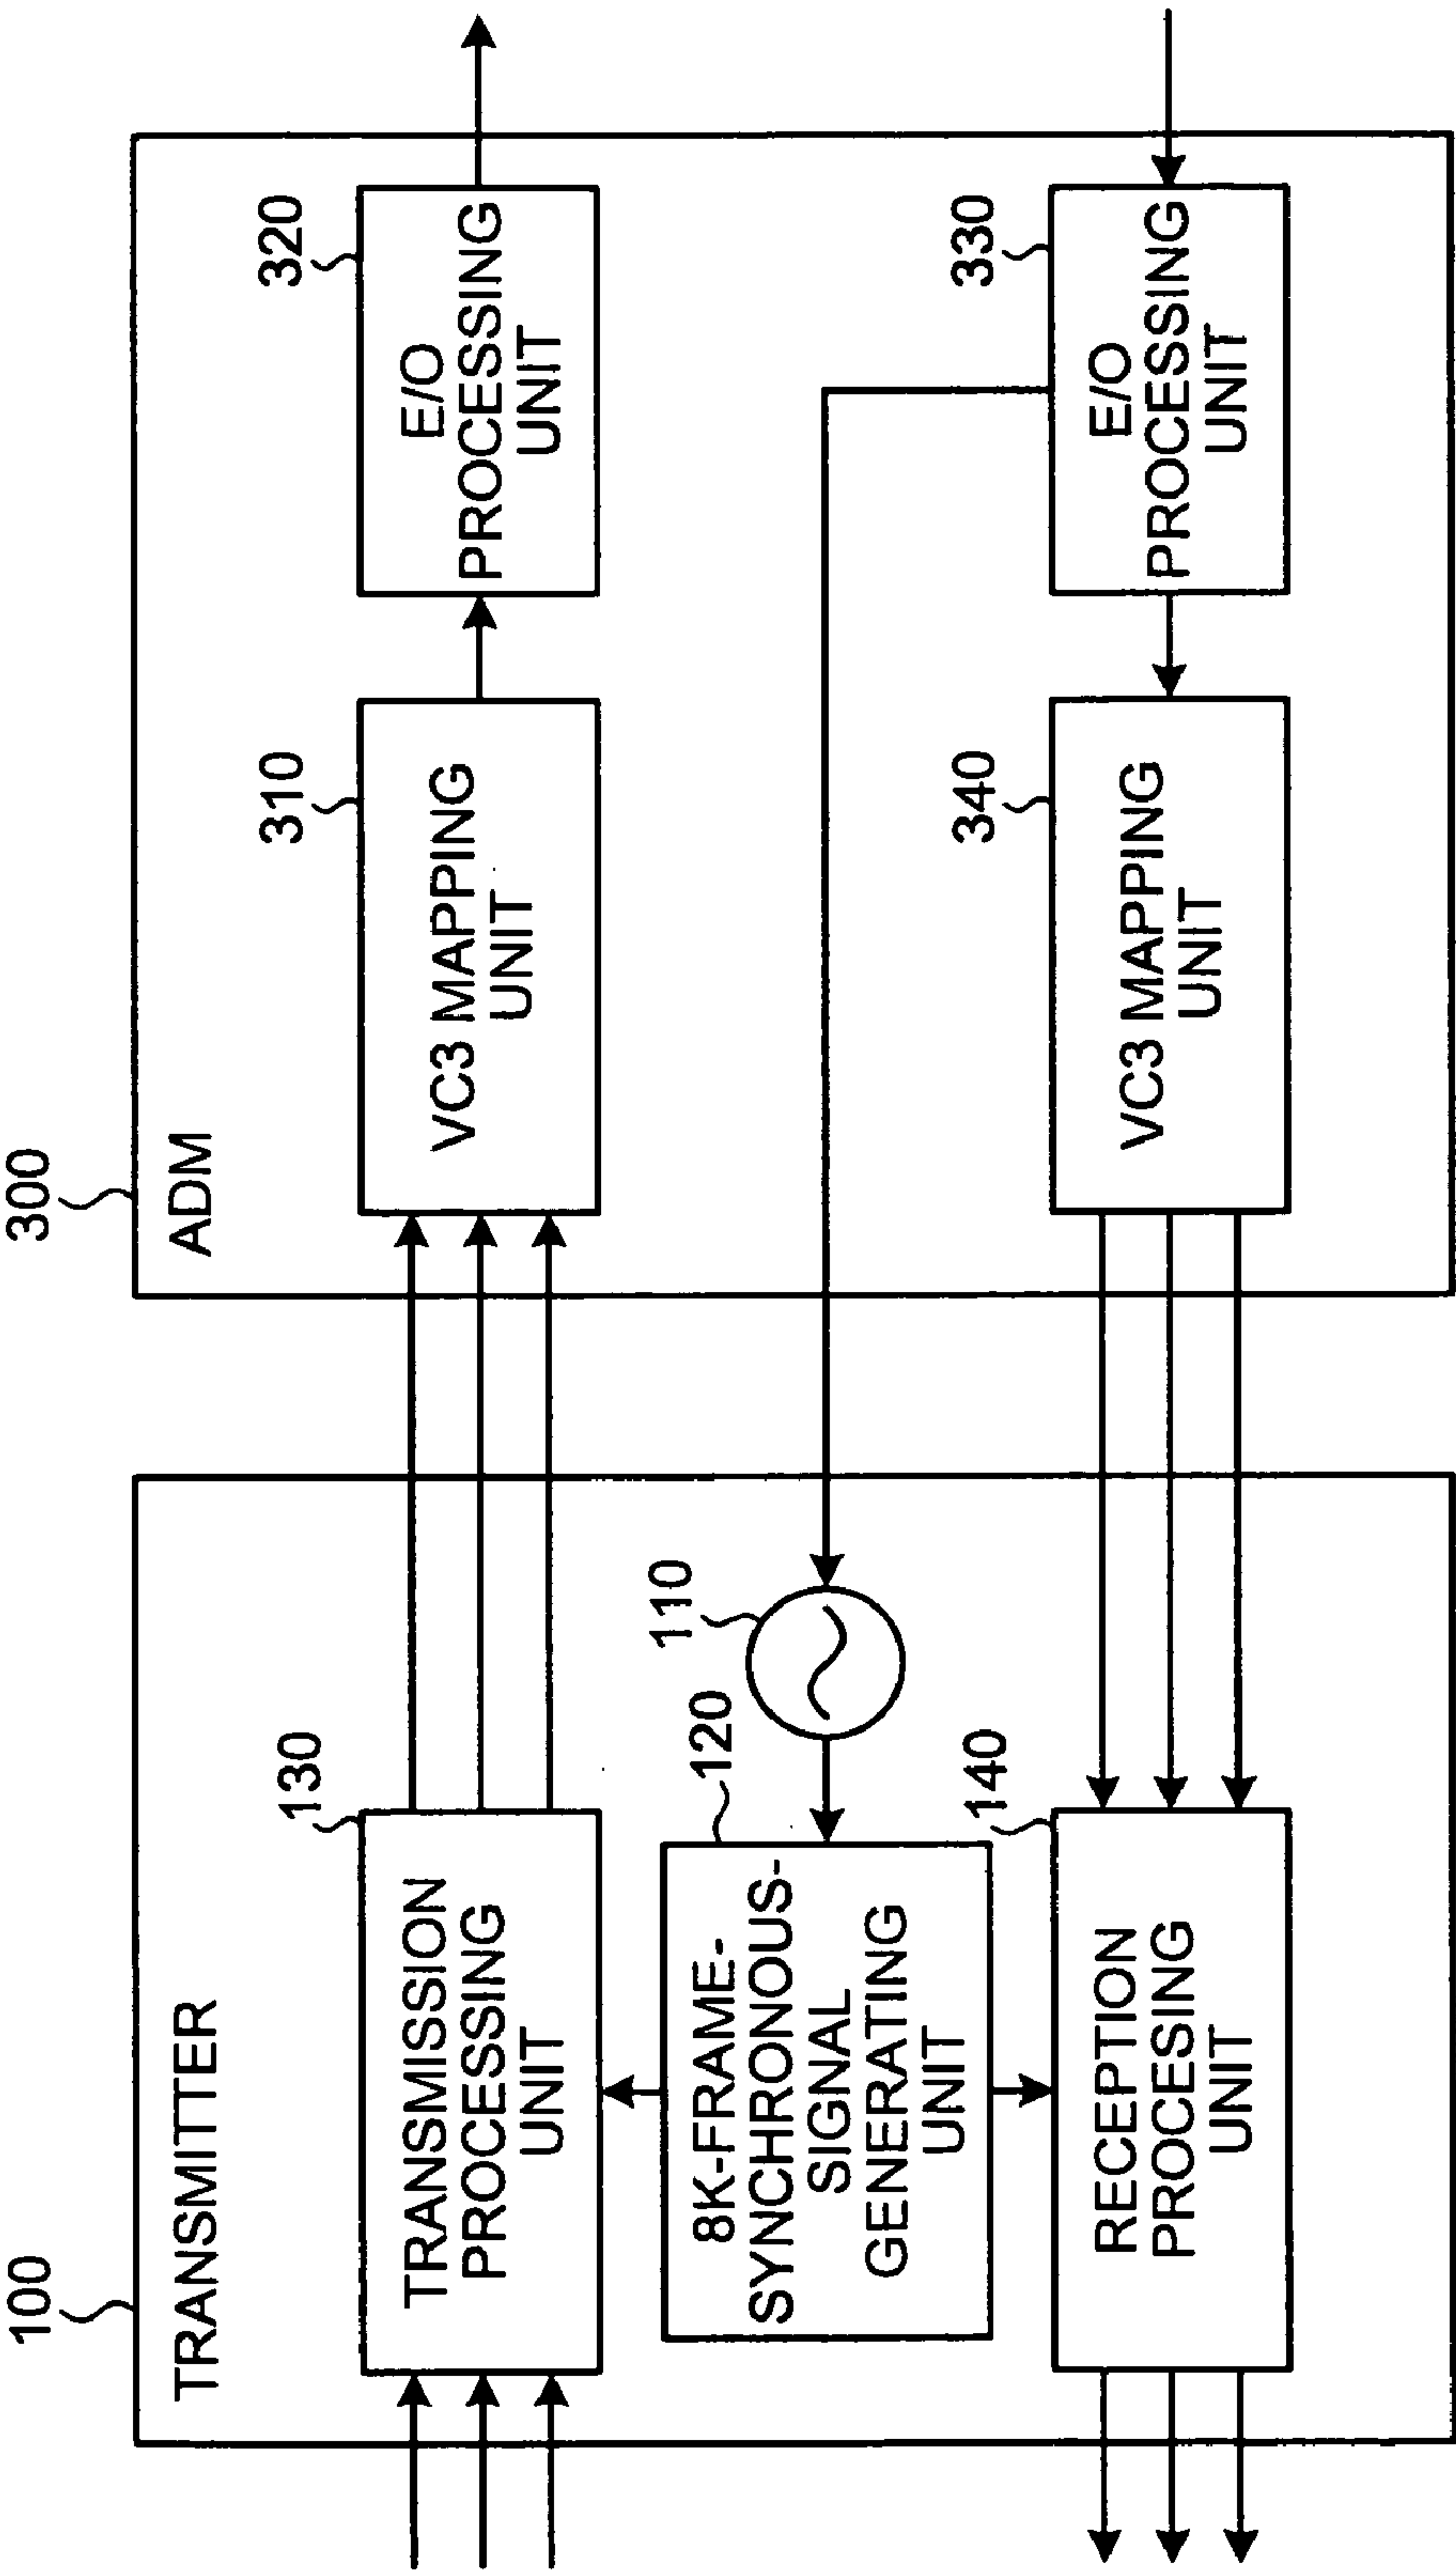 100
TRANSMITTER
130
TRANSMISSION
PROCESSING
UNIT
120
8K-FRAME-
SYNCHRONOUS-
SIGNAL
GENERATING
UNIT
110
140
RECEPTION
PROCESSING
UNIT
300
ADM
310
VC3 MAPPING
UNIT
320
E/O
PROCESSING
UNIT
340
VC3 MAPPING
UNIT
330
E/O
PROCESSING
UNIT